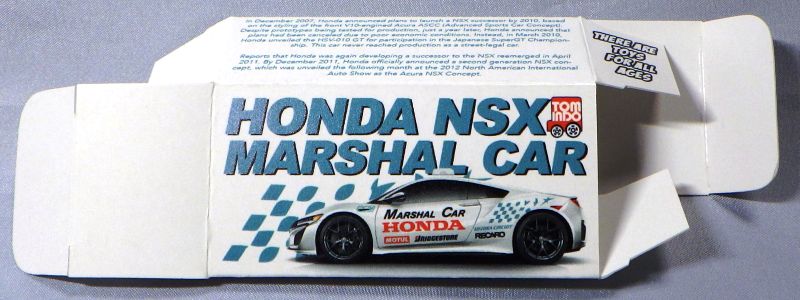 In December 2007, Honda announced plans to launch a NSX successor by 2010, based
on the styling of the front V10-engined Acura ASCC (Advanced Sports Car Concept).
Despite prototypes being tested for production, just a year later, Honda announced that
plans had been canceled due to poor economic conditions. Instead, in March 2010,
Honda unveiled the HSV-010 GT for participation in the Japanese SuperGT Champion-
ship. This car never reached production as a street-legal car.
Reports that Honda was again developing a successor to the NSX reemerged in April
2011. By December 2011, Honda officially announced a second generation NSX con-
cept, which was unveiled the following month at the 2012 North American International
Auto Show as the Acura NSX Concept.
THERE ARE
TOYS
FOR ALL
AGES
HONDA NSX
TOM
INDO
MARSHAL CAR
MARSHAL CAR
HONDA
MOTUL
BRIDGESTONE
SUZUKA CIRCUIT
RECARO